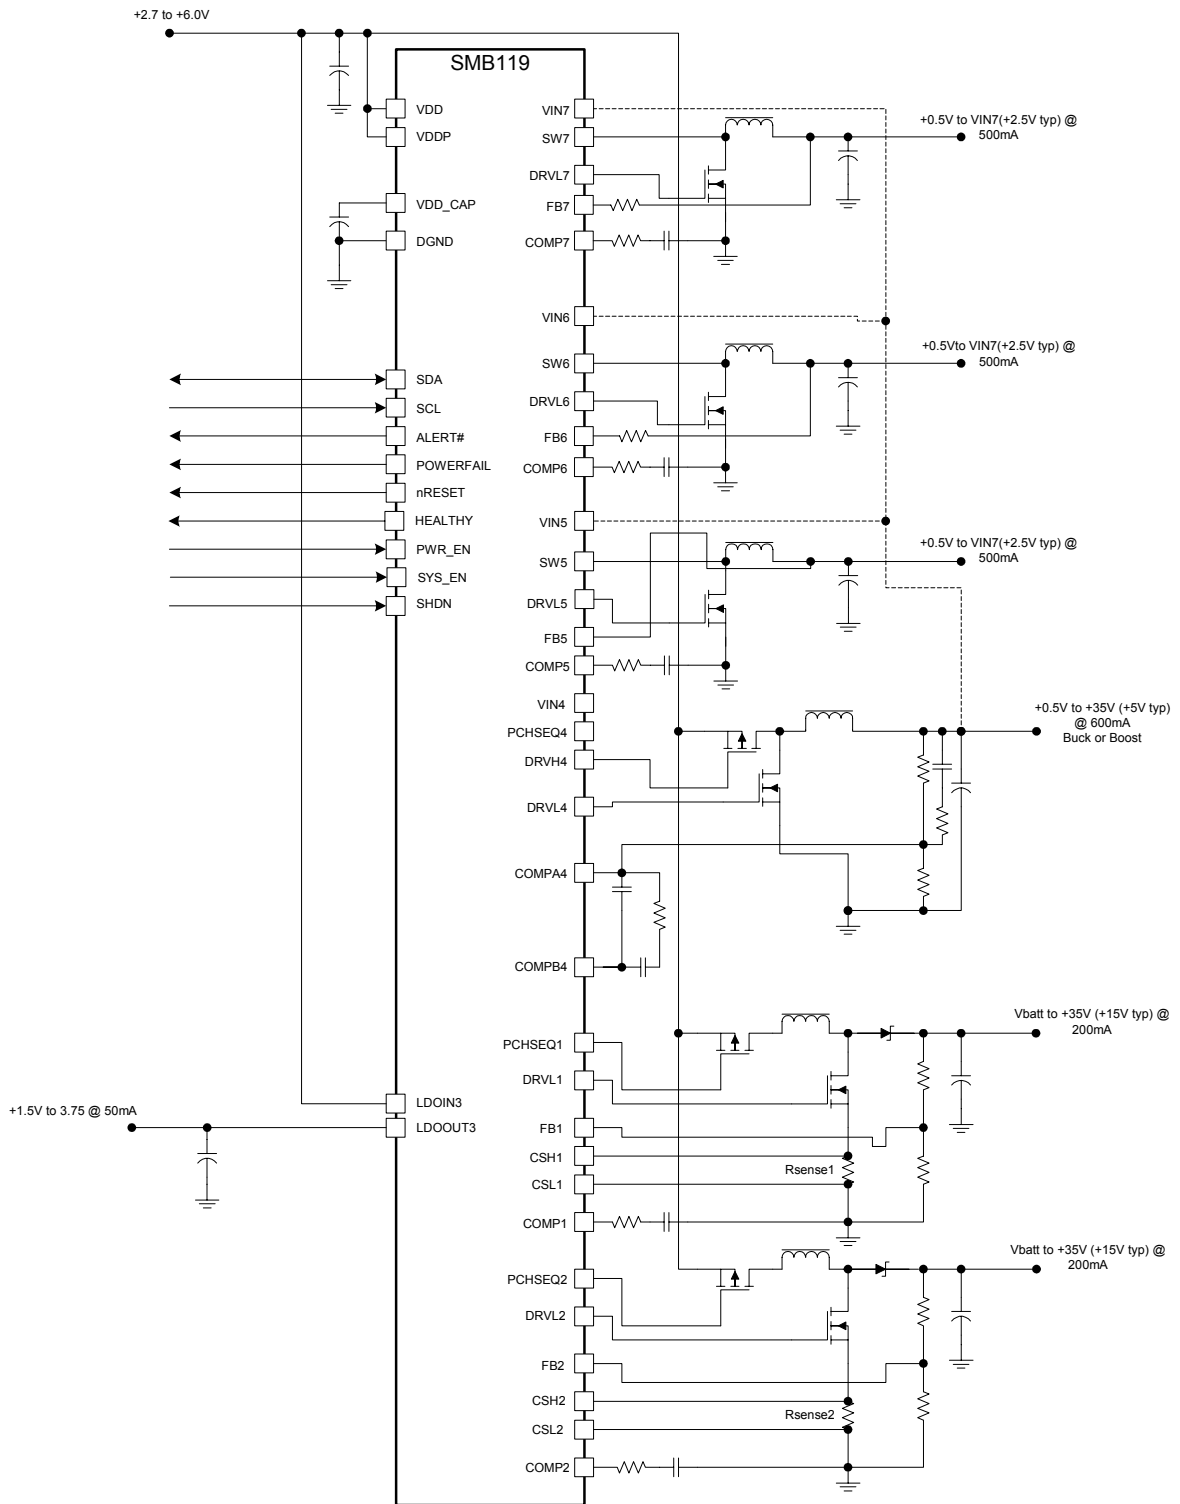 +2.7 to +6.0V
SMB119
VDD
VDDP
VDD_CAP
DGND
SDA
SCL
ALERT#
POWERFAIL
nRESET
HEALTHY
PWR_EN
SYS_EN
SHDN
+1.5V to 3.75 @ 50mA
LDOIN3
LDOOUT3
VIN7
SW7
DRVL7
FB7
COMP7
VIN6
SW6
DRVL6
FB6
COMP6
VIN5
SW5
DRVL5
FB5
COMP5
VIN4
PCHSEQ4
DRVH4
DRVL4
COMPA4
COMPB4
PCHSEQ1
DRVL1
FB1
CSH1
CSL1
COMP1
PCHSEQ2
DRVL2
FB2
CSH2
CSL2
COMP2
Rsense1
Rsense2
+0.5V to VIN7(+2.5V typ) @
500mA
+0.5Vto VIN7(+2.5V typ) @
500mA
+0.5V to VIN7(+2.5V typ) @
500mA
+0.5V to +35V (+5V typ)
@ 600mA
Buck or Boost
Vbatt to +35V (+15V typ) @
200mA
Vbatt to +35V (+15V typ) @
200mA